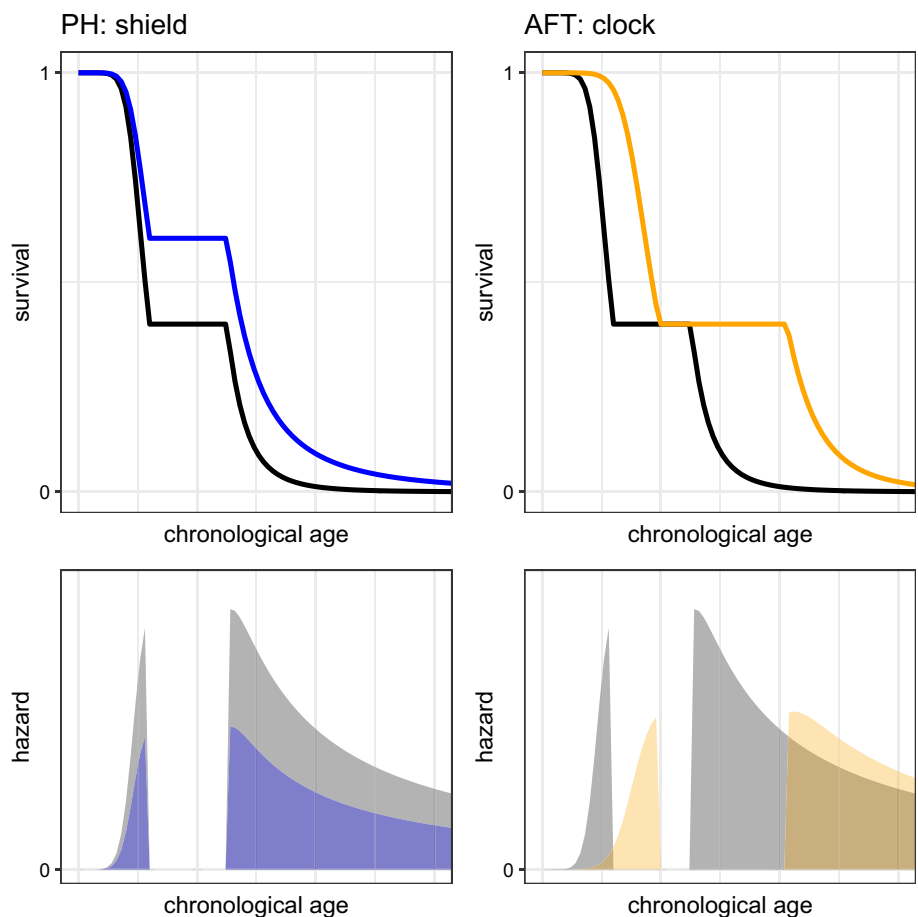 PH: shield
1
survival
0
chronological age
AFT: clock
1
survival
0
chronological age
hazard
0
chronological age
hazard
0
chronological age